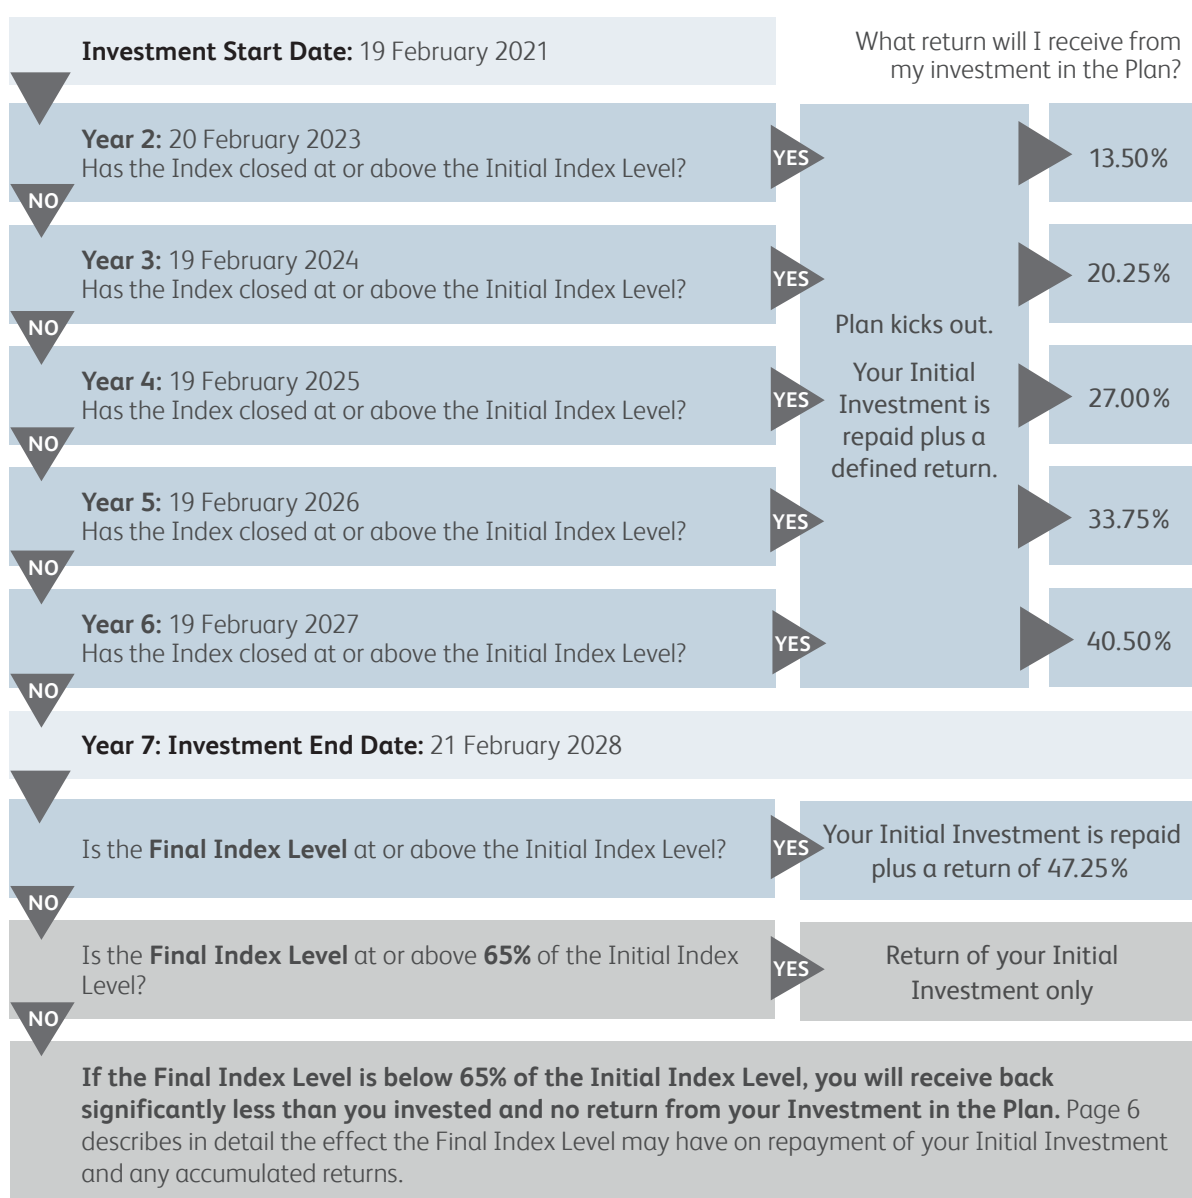 Investment Start Date: 19 February 2021
What return will I receive from
my investment in the Plan?
Year 2: 20 February 2023
Has the Index closed at or above the Initial Index Level?
YES
13.50%
NO
Year 3: 19 February 2024
Has the Index closed at or above the Initial Index Level?
YES
20.25%
NO
Plan kicks out.
Your Initial
Investment is
repaid plus a
defined return.
Year 4: 19 February 2025
Has the Index closed at or above the Initial Index Level?
YES
27.00%
NO
Year 5: 19 February 2026
Has the Index closed at or above the Initial Index Level?
YES
33.75%
NO
Year 6: 19 February 2027
Has the Index closed at or above the Initial Index Level?
YES
40.50%
NO
Year 7: Investment End Date: 21 February 2028
Is the Final Index Level at or above the Initial Index Level?
YES
Your Initial Investment is repaid
plus a return of 47.25%
NO
Is the Final Index Level at or above 65% of the Initial Index
Level?
YES
Return of your Initial
Investment only
NO
If the Final Index Level is below 65% of the Initial Index Level, you will receive back
significantly less than you invested and no return from your Investment in the Plan. Page 6
describes in detail the effect the Final Index Level may have on repayment of your Initial Investment
and any accumulated returns.